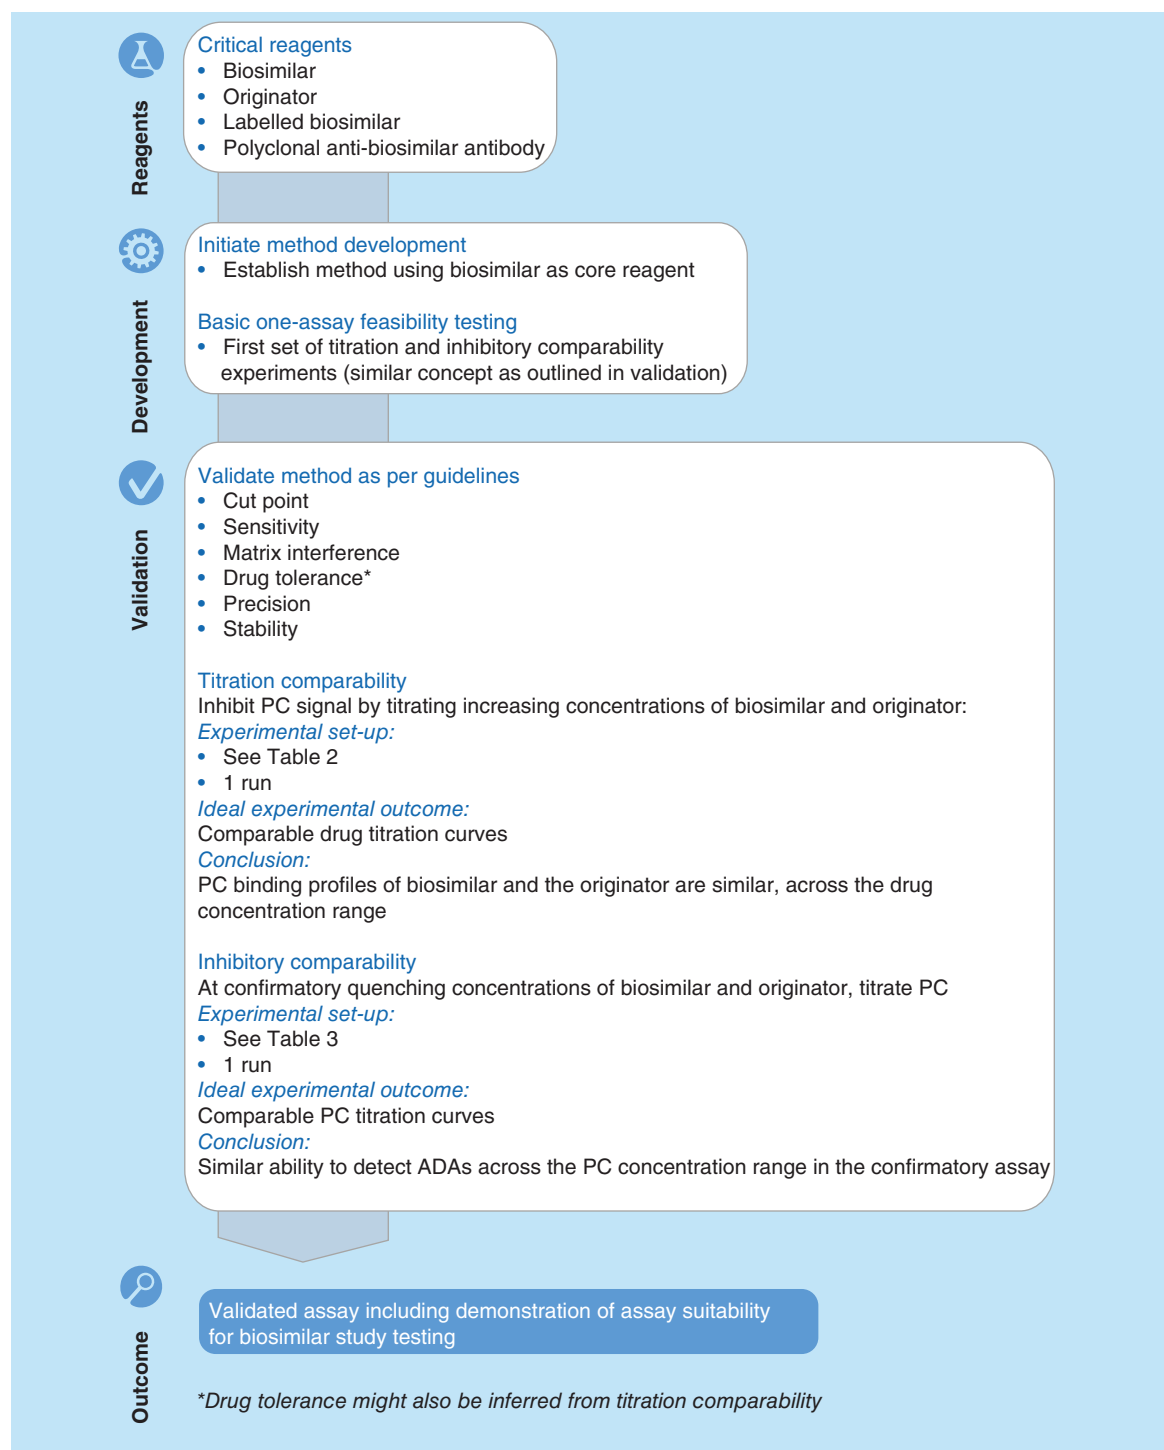 Reagents
Critical reagents
• Biosimilar
• Originator
• Labelled biosimilar
• Polyclonal anti-biosimilar antibody
Development
Initiate method development
• Establish method using biosimilar as core reagent
Basic one-assay feasibility testing
• First set of titration and inhibitory comparability
experiments (similar concept as outlined in validation)
Validation
Validate method as per guidelines
• Cut point
• Sensitivity
• Matrix interference
• Drug tolerance*
• Precision
• Stability
Titration comparability
Inhibit PC signal by titrating increasing concentrations of biosimilar and originator:
Experimental set-up:
• See Table 2
• 1 run
Ideal experimental outcome:
Comparable drug titration curves
Conclusion:
PC binding profiles of biosimilar and the originator are similar, across the drug
concentration range
Inhibitory comparability
At confirmatory quenching concentrations of biosimilar and originator, titrate PC
Experimental set-up:
• See Table 3
• 1 run
Ideal experimental outcome:
Comparable PC titration curves
Conclusion:
Similar ability to detect ADAs across the PC concentration range in the confirmatory assay
Outcome
Validated assay including demonstration of assay suitability
for biosimilar study testing
*Drug tolerance might also be inferred from titration comparability